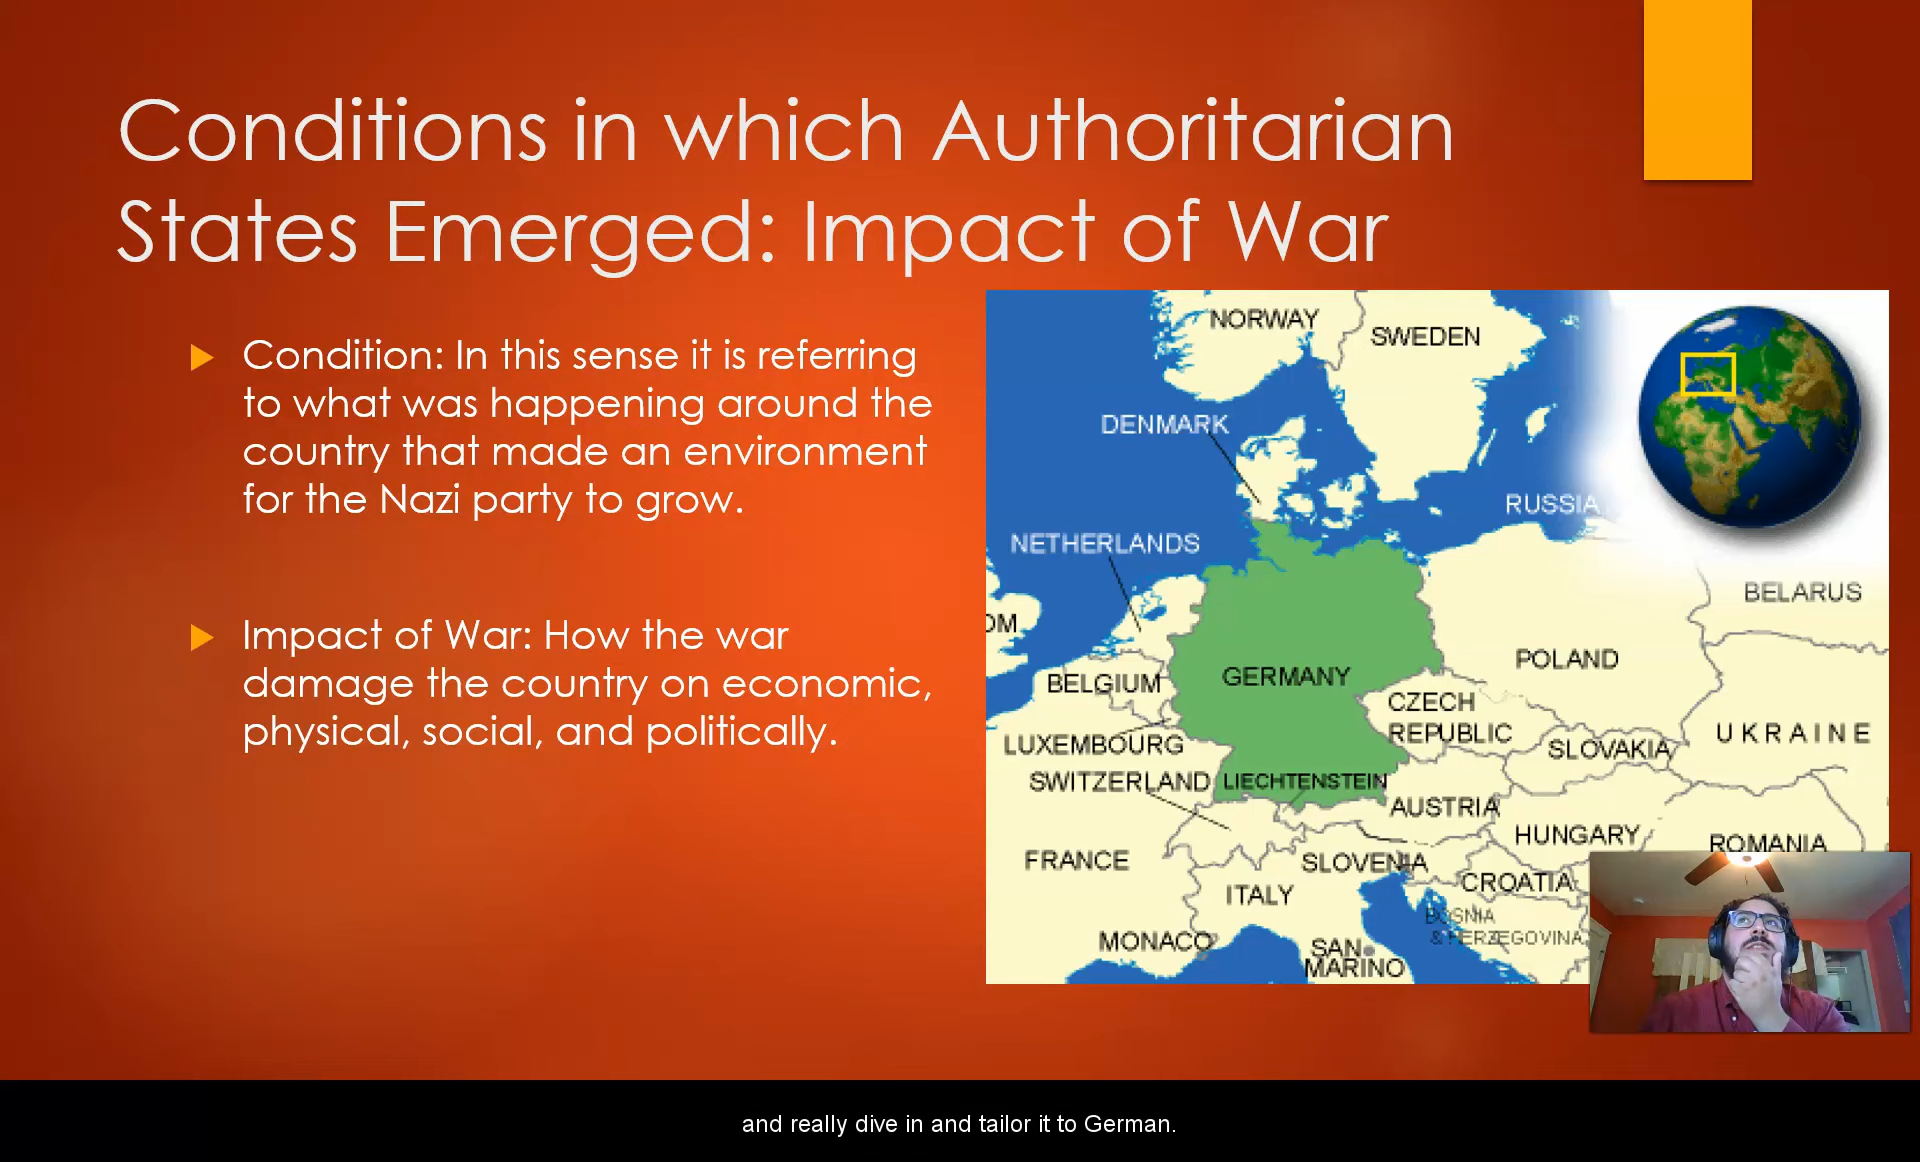 Conditions in which Authoritarian
States Emerged: Impact of War
Condition: In this sense it is referring
to what was happening around the
country that made an environment
for the Nazi party to grow.
Impact of War: How the war
damage the country on economic,
physical, social, and politically.
NORWAY
SWEDEN
DENMARK
RUSSIA
NETHERLANDS
BELARUS
OM
POLAND
GERMANY
BELGIUM
CZECH
REPUBLIC
UKRAINE
LUXEMBOURG
SLOVAKIA
SWITZERLAND
LIECHTENSTEIN
AUSTRIA
HUNGARY
ROMANIA
FRANCE
SLOVENIA
CROATIA
ITALY
BOSNIA
& HERZEGOVINA
MONACO
SAN
MARINO
and really dive in and tailor it to German.